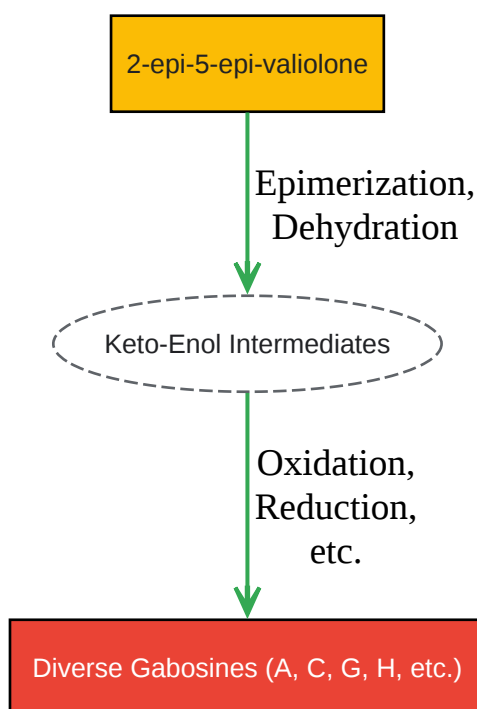 2-epi-5-epi-valiolone
Epimerization,
Dehydration
Keto-Enol Intermediates
Oxidation,
Reduction,
etc.
Diverse Gabosines (A, C, G, H, etc.)